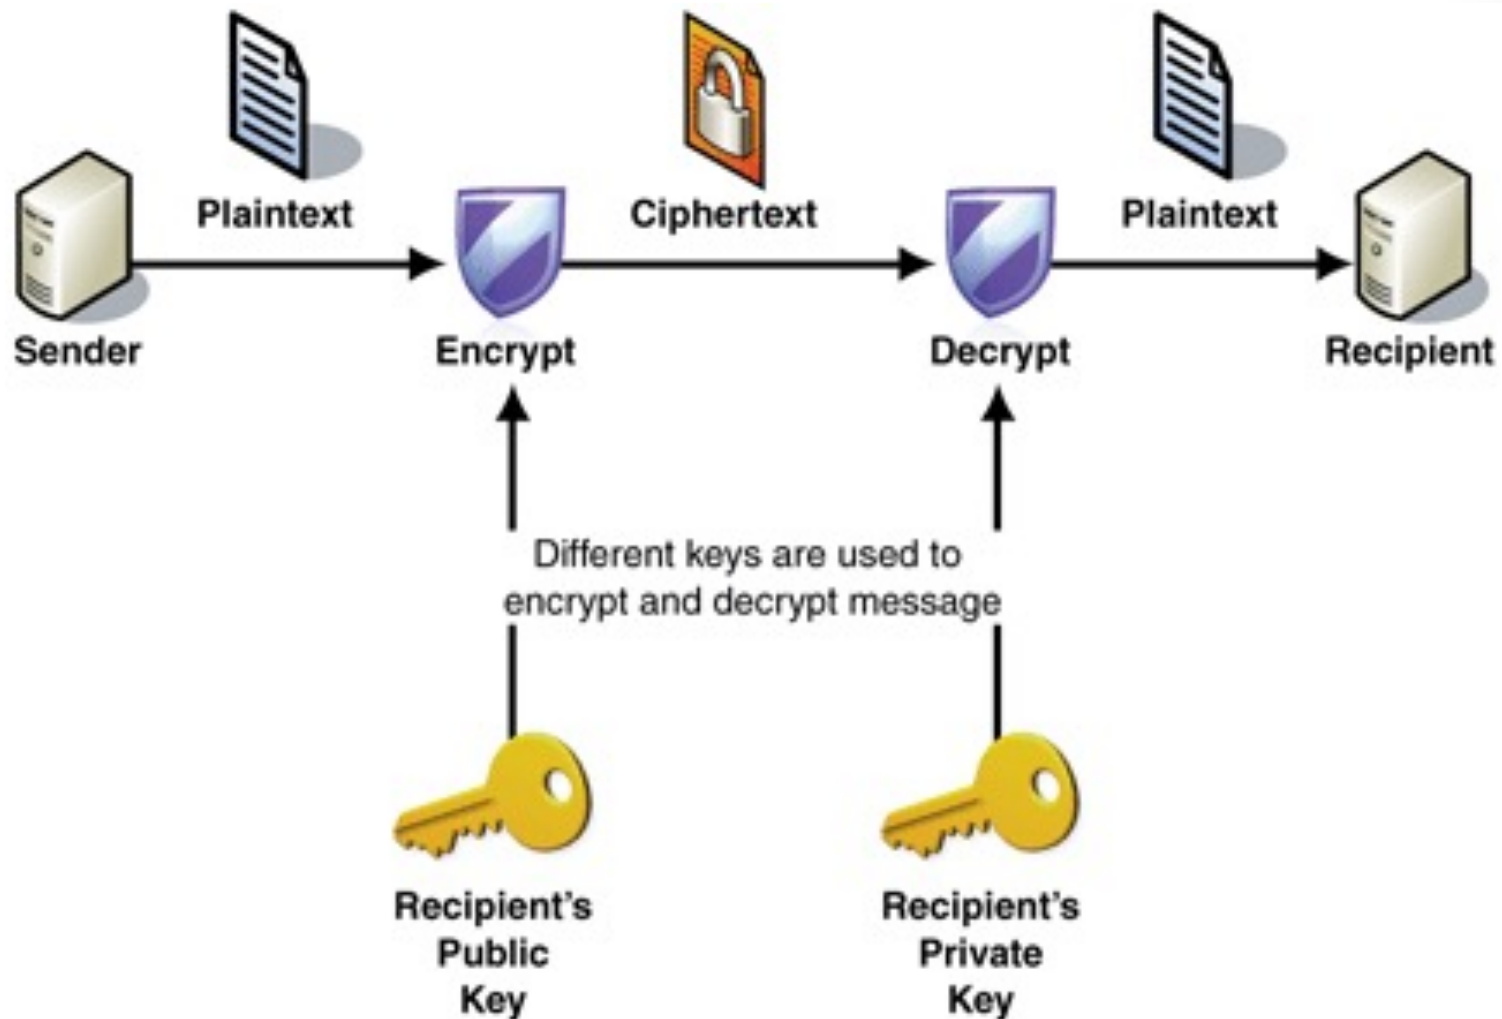 Plaintext
Ciphertext
Plaintext
Sender
Encrypt
Decrypt
Recipient
Different keys are used to
encrypt and decrypt message
Recipient's
Public
Key
Recipient's
Private
Key